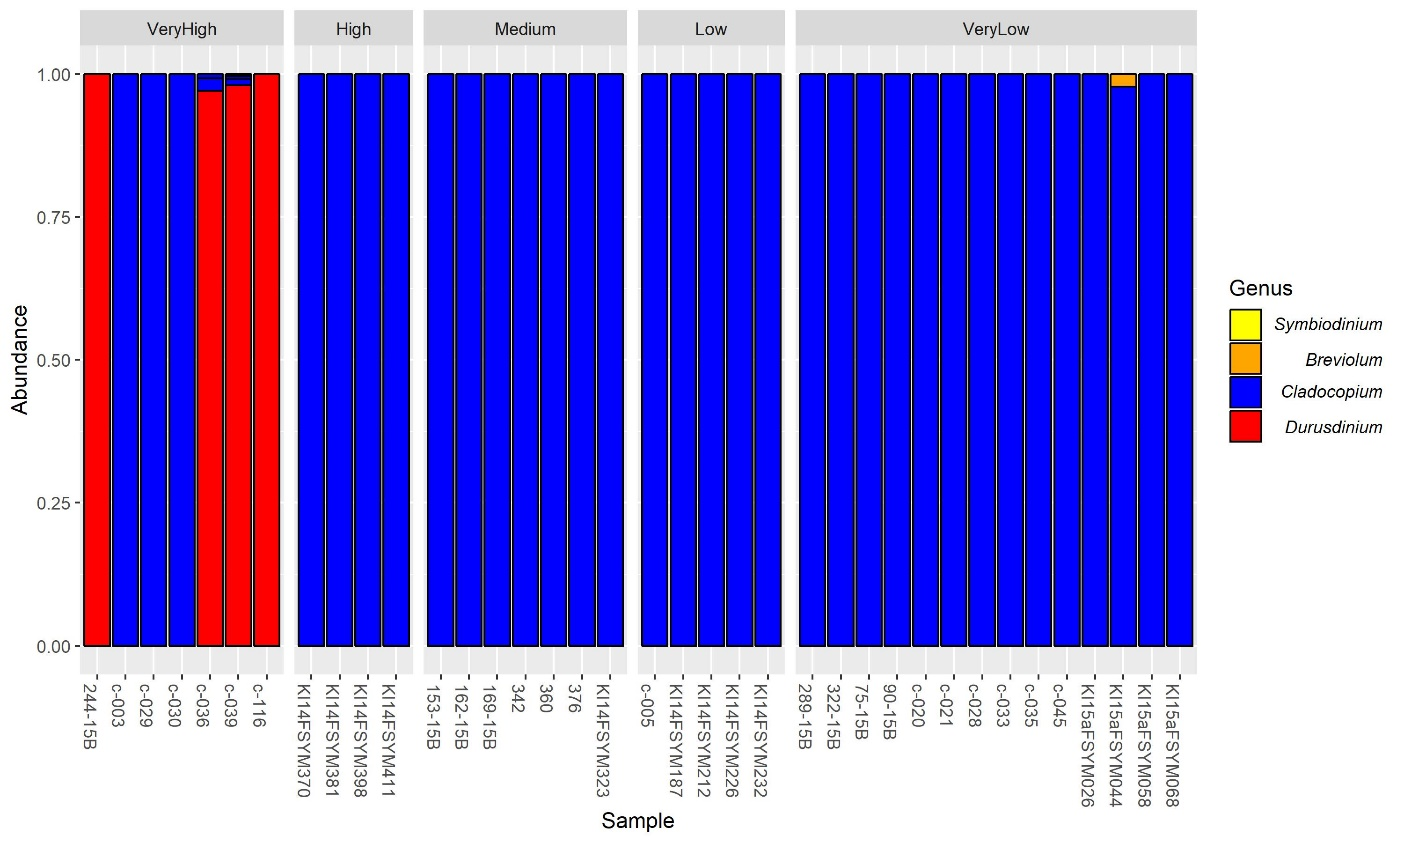 VeryHigh
High
Medium
Low
VeryLow
Abundance
1.00
0.75
0.50
0.25
0.00
244-15B
c-003
c-029
c-030
c-036
c-039
c-116
KI14FSYM370
KI14FSYM381
KI14FSYM398
KI14FSYM411
153-15B
162-15B
169-15B
342
360
376
KI14FSYM323
c-005
KI14FSYM187
KI14FSYM212
KI14FSYM226
KI14FSYM232
289-15B
322-15B
75-15B
90-15B
c-020
c-021
c-028
c-033
c-035
c-045
KI15aFSYM026
KI15aFSYM044
KI15aFSYM058
KI15aFSYM068
Sample
Genus
Symbiodinium
Breviolum
Cladocopium
Durusdinium